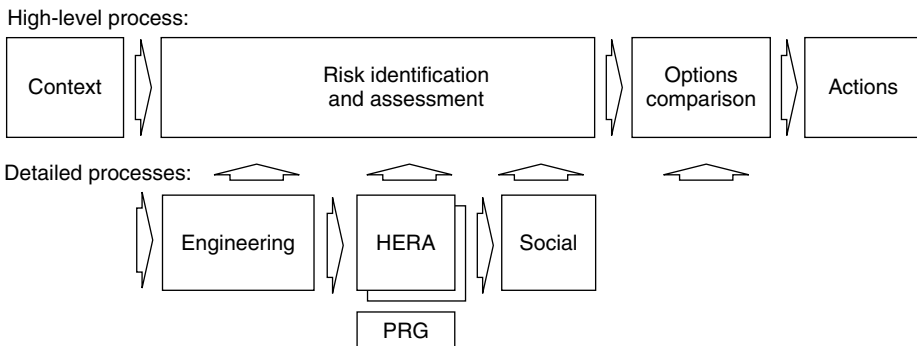 High-level process:
Context
Risk identification
and assessment
Options
comparison
Actions
Detailed processes:
Engineering
HERA
Social
PRG